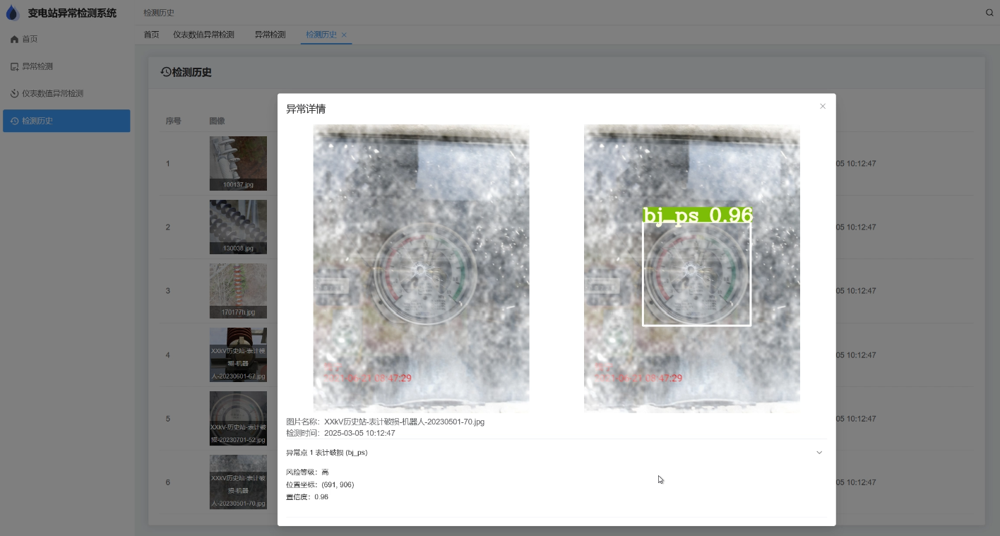 变电站异常检测系统
检测历史
首页
异常检测
仪表数值异常检测
检测历史
首页
仪表数值异常检测
异常检测
检测历史
检测历史
序号
图像
1
100137.jpg
05 10:12:47
2
130038.jpg
05 10:12:47
3
170177h.jpg
05 10:12:47
4
XXkV历史站-表计模
糊-机器
人-20230601-67.jpg
05 10:12:47
5
XXkV-历史站-表计破
损-20230701-52.jpg
05 10:12:47
6
XXkV历史站-表计破
损-机器
人-20230501-70.jpg
05 10:12:47
异常详情
08:47:29
bj_ps 0.96
08:47:29
图片名称：XXkV历史站-表计破损-机器人-20230501-70.jpg
检测时间：2025-03-05 10:12:47
异常点 1 表计破损 (bj_ps)
风险等级：高
位置坐标：(691, 906)
置信度：0.96